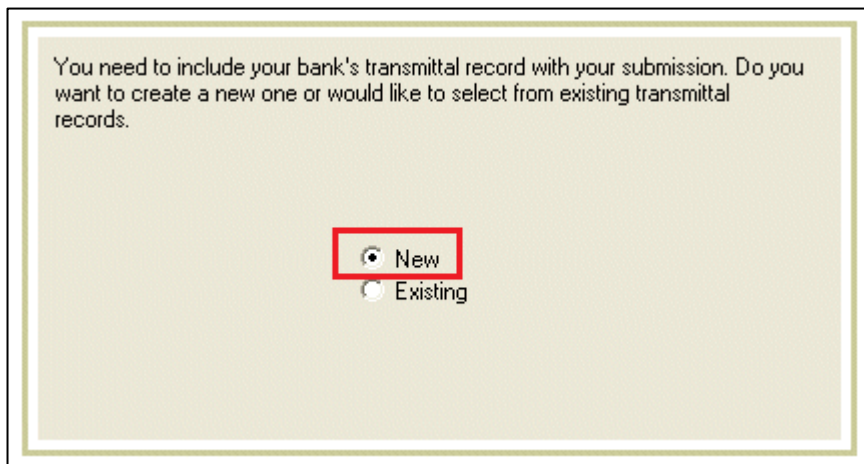 You need to include your bank's transmittal record with your submission. Do you
want to create a new one or would like to select from existing transmittal
records.
New
Existing